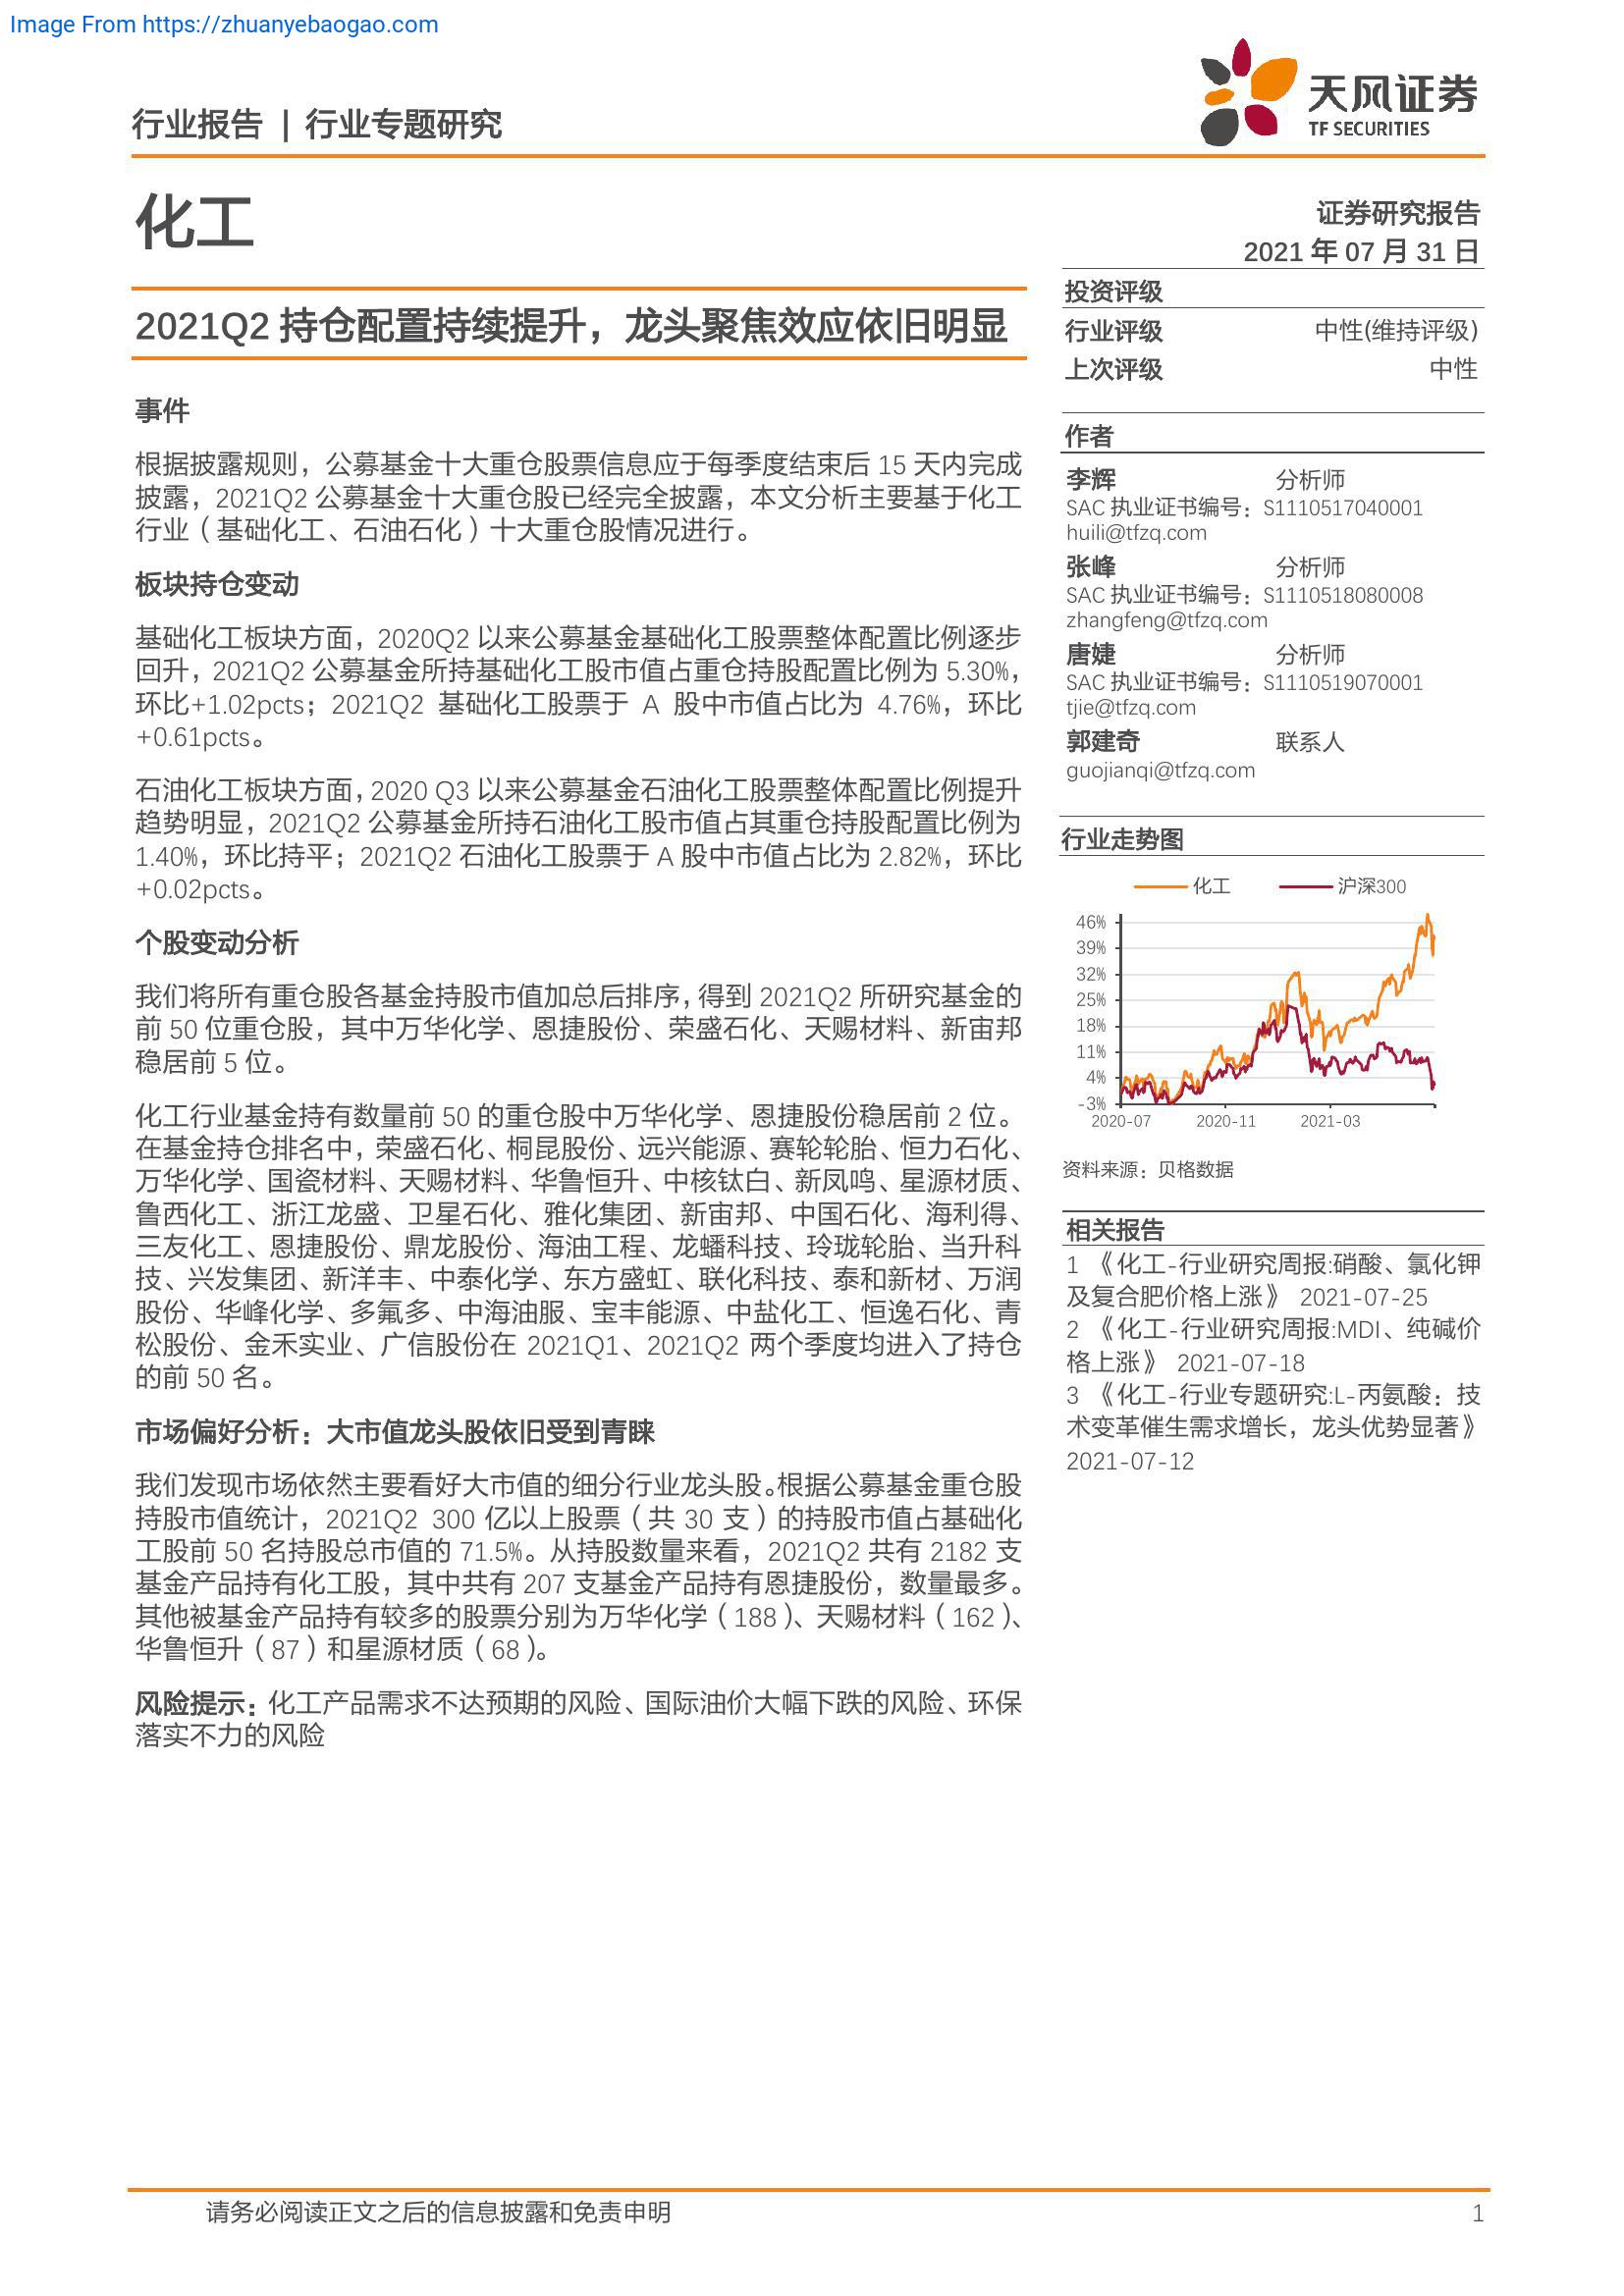 Image From https://zhuanyebaogao.com
行业报告 | 行业专题研究
天风证券
TF SECURITIES
化工
证券研究报告
2021 年 07 月 31 日
2021Q2 持仓配置持续提升，龙头聚焦效应依旧明显
事件
根据披露规则，公募基金十大重仓股票信息应于每季度结束后 15 天内完成
披露，2021Q2 公募基金十大重仓股已经完全披露，本文分析主要基于化工
行业（基础化工、石油石化）十大重仓股情况进行。
板块持仓变动
基础化工板块方面，2020Q2 以来公募基金基础化工股票整体配置比例逐步
回升，2021Q2 公募基金所持基础化工股市值占重仓持股配置比例为 5.30%，
环比+1.02pcts；2021Q2 基础化工股票于 A 股中市值占比为 4.76%，环比
+0.61pcts。
石油化工板块方面，2020 Q3 以来公募基金石油化工股票整体配置比例提升
趋势明显，2021Q2 公募基金所持石油化工股市值占其重仓持股配置比例为
1.40%，环比持平；2021Q2 石油化工股票于 A 股中市值占比为 2.82%，环比
+0.02pcts。
个股变动分析
我们将所有重仓股各基金持股市值加总后排序，得到 2021Q2 所研究基金的
前 50 位重仓股，其中万华化学、恩捷股份、荣盛石化、天赐材料、新宙邦
稳居前 5 位。
化工行业基金持有数量前 50 的重仓股中万华化学、恩捷股份稳居前 2 位。
在基金持仓排名中，荣盛石化、桐昆股份、远兴能源、赛轮轮胎、恒力石化、
万华化学、国瓷材料、天赐材料、华鲁恒升、中核钛白、新凤鸣、星源材质、
鲁西化工、浙江龙盛、卫星石化、雅化集团、新宙邦、中国石化、海利得、
三友化工、恩捷股份、鼎龙股份、海油工程、龙蟠科技、玲珑轮胎、当升科
技、兴发集团、新洋丰、中泰化学、东方盛虹、联化科技、泰和新材、万润
股份、华峰化学、多氟多、中海油服、宝丰能源、中盐化工、恒逸石化、青
松股份、金禾实业、广信股份在 2021Q1、2021Q2 两个季度均进入了持仓
的前 50 名。
市场偏好分析：大市值龙头股依旧受到青睐
我们发现市场依然主要看好大市值的细分行业龙头股。根据公募基金重仓股
持股市值统计，2021Q2 300 亿以上股票（共 30 支）的持股市值占基础化
工股前 50 名持股总市值的 71.5%。从持股数量来看，2021Q2 共有 2182 支
基金产品持有化工股，其中共有 207 支基金产品持有恩捷股份，数量最多。
其他被基金产品持有较多的股票分别为万华化学（188）、天赐材料（162）、
华鲁恒升（87）和星源材质（68）。
风险提示：化工产品需求不达预期的风险、国际油价大幅下跌的风险、环保
落实不力的风险
投资评级
行业评级 中性(维持评级)
上次评级 中性
作者
李辉 分析师
SAC 执业证书编号：S1110517040001
huili@tfzq.com
张峰 分析师
SAC 执业证书编号：S1110518080008
zhangfeng@tfzq.com
唐婕 分析师
SAC 执业证书编号：S1110519070001
tjie@tfzq.com
郭建奇 联系人
guojianqi@tfzq.com
行业走势图
化工 沪深300
46%
39%
32%
25%
18%
11%
4%
-3%
2020-07 2020-11 2021-03
资料来源：贝格数据
相关报告
1 《化工-行业研究周报:硝酸、氯化钾
及复合肥价格上涨》 2021-07-25
2 《化工-行业研究周报:MDI、纯碱价
格上涨》 2021-07-18
3 《化工-行业专题研究:L-丙氨酸：技
术变革催生需求增长，龙头优势显著》
2021-07-12
请务必阅读正文之后的信息披露和免责申明 1